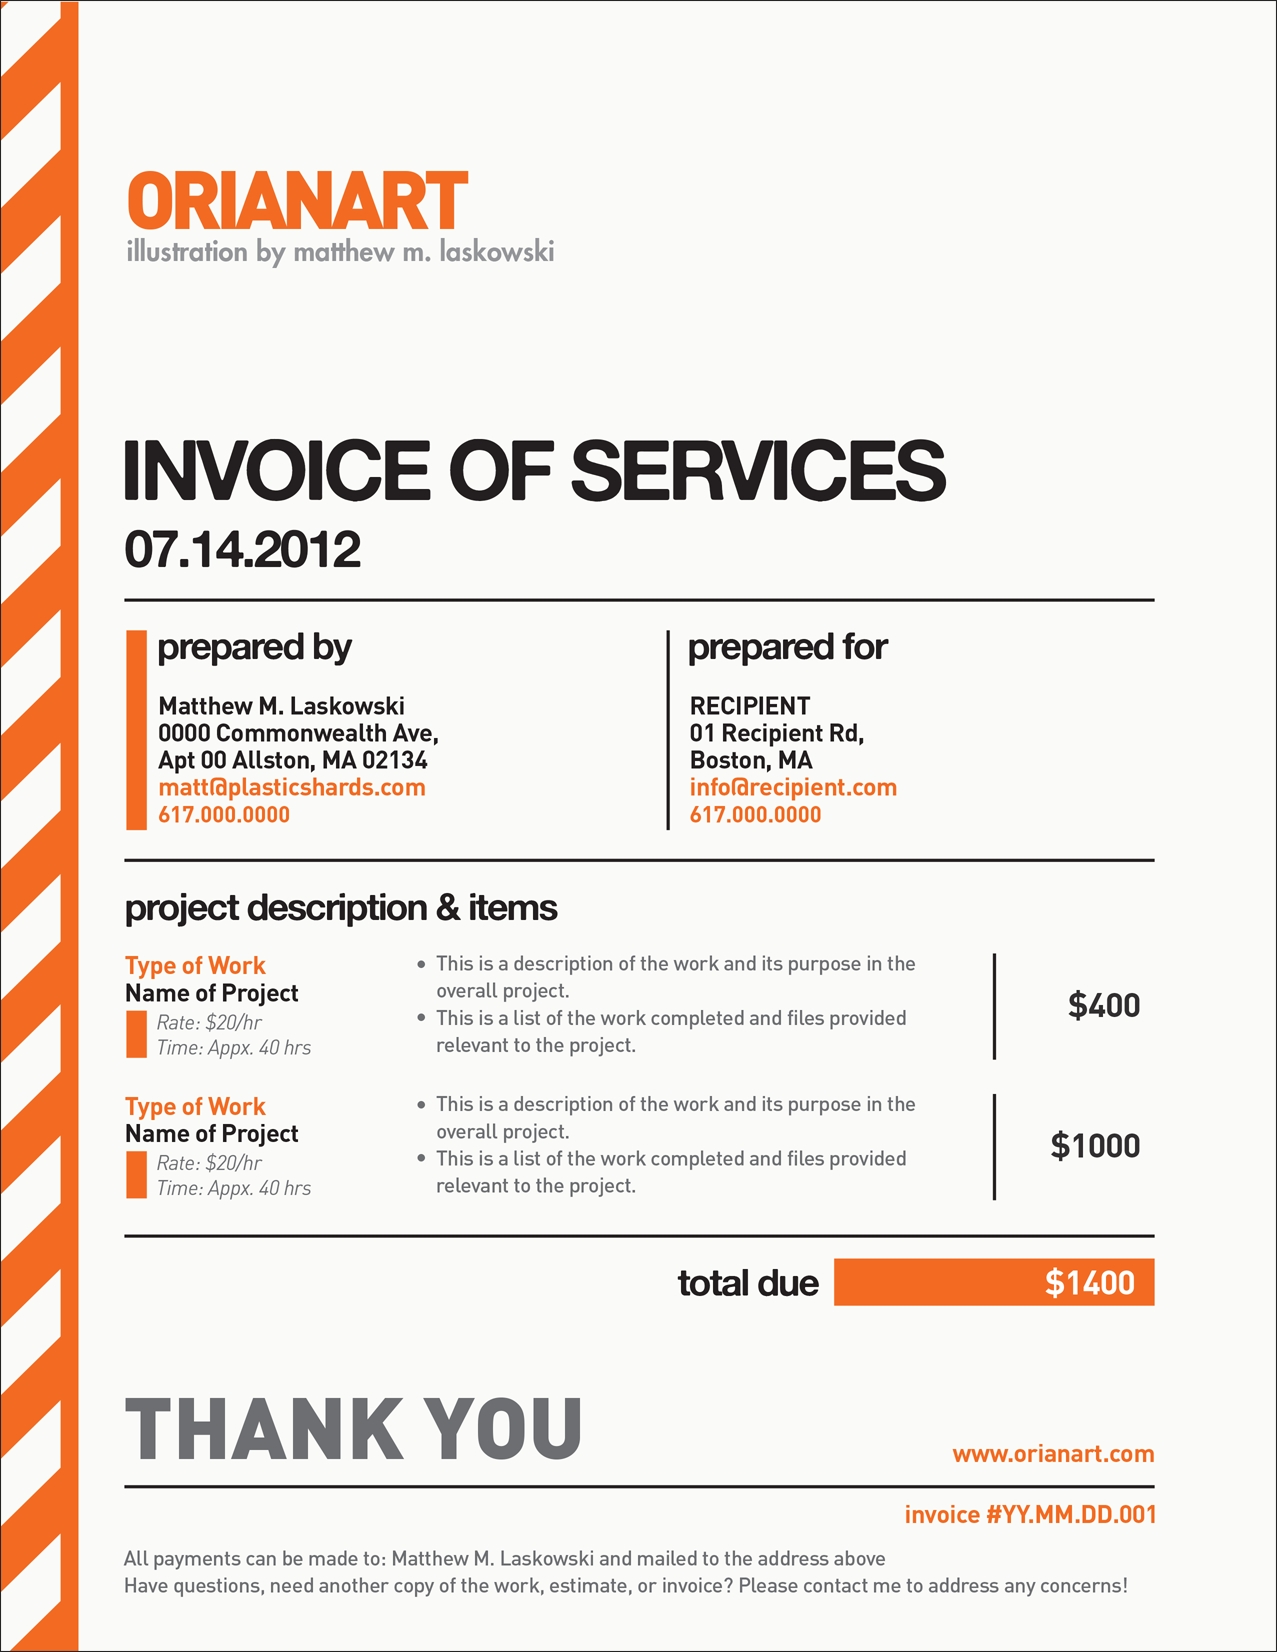 ORIANART
illustration by matthew m. laskowski
INVOICE OF SERVICES
07.14.2012
prepared by
Matthew M. Laskowski
0000 Commonwealth Ave,
Apt 00 Allston, MA 02134
matt@plasticshards.com
617.000.0000
prepared for
RECIPIENT
01 Recipient Rd,
Boston, MA
info@recipient.com
617.000.0000
project description & items
Type of Work
Name of Project
Rate: $20/hr
Time: Appx. 40 hrs
• This is a description of the work and its purpose in the
overall project.
• This is a list of the work completed and files provided
relevant to the project.
$400
Type of Work
Name of Project
Rate: $20/hr
Time: Appx. 40 hrs
• This is a description of the work and its purpose in the
overall project.
• This is a list of the work completed and files provided
relevant to the project.
$1000
total due $1400
THANK YOU
www.orianart.com
invoice #YY.MM.DD.001
All payments can be made to: Matthew M. Laskowski and mailed to the address above
Have questions, need another copy of the work, estimate, or invoice? Please contact me to address any concerns!